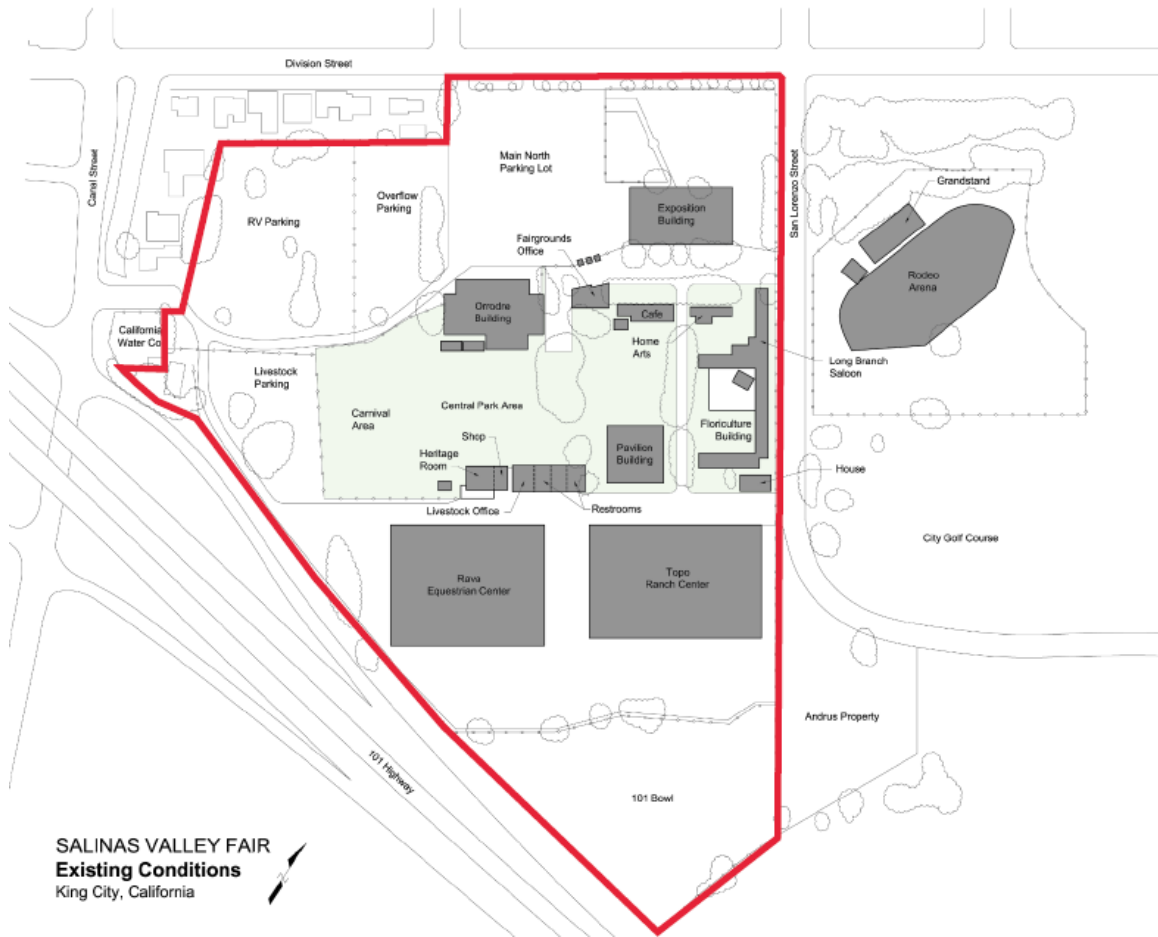 Division Street
Canal Street
San Lorenzo Street
Main North
Parking Lot
Grandstand
Overflow
Parking
RV Parking
Exposition
Building
Fairgrounds
Office
Rodeo
Arena
Orrodre
Building
Cafe
California
Water Co
Home
Arts
Long Branch
Saloon
Livestock
Parking
Central Park Area
Carnival
Area
Floriculture
Building
Shop
Pavilion
Building
Heritage
Room
House
Livestock Office
Restrooms
City Golf Course
Rava
Equestrian Center
Topo
Ranch Center
Andrus Property
101 Highway
101 Bowl
SALINAS VALLEY FAIR
Existing Conditions
King City, California
N